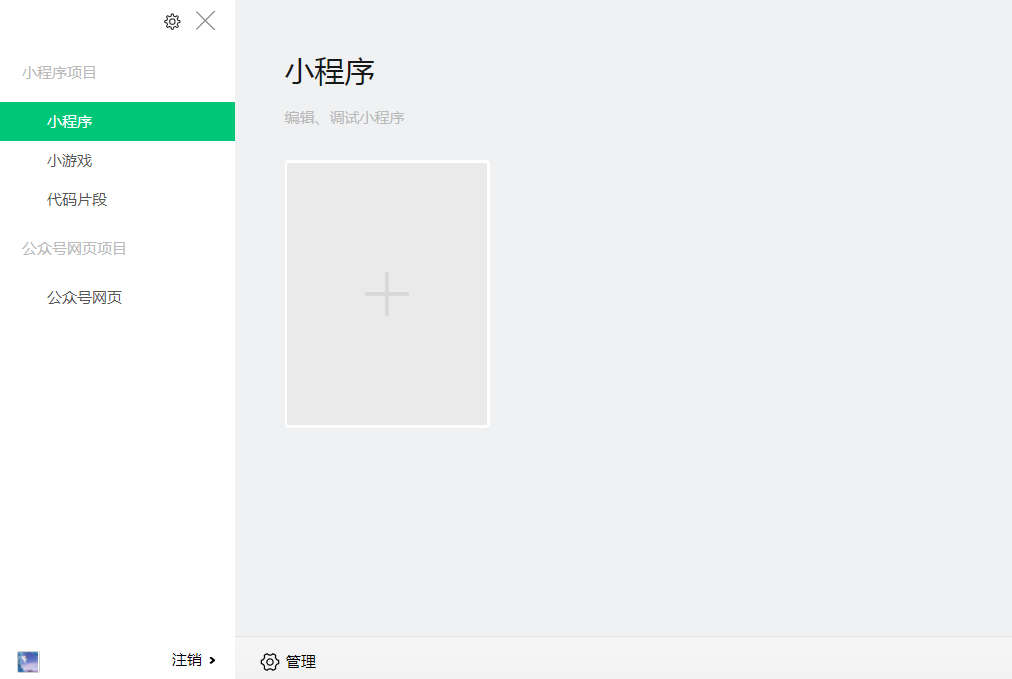 小程序项目
小程序
小游戏
代码片段
公众号网页项目
公众号网页
注销
小程序
编辑、调试小程序
管理